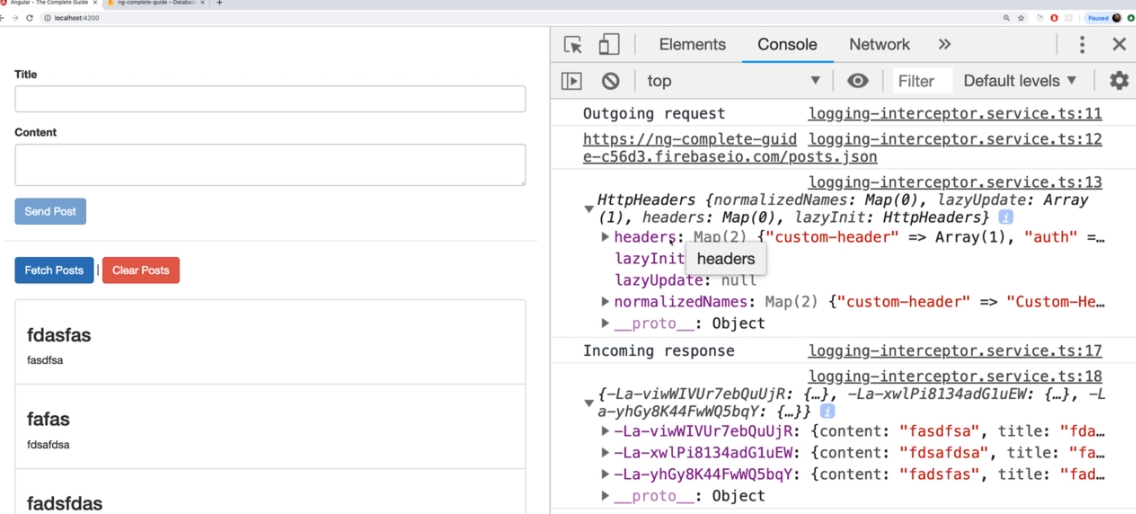 Angular - The Complete Guide
ng-complete-guide – Databas
localhost:4200
Paused
Title
Content
Send Post
Fetch Posts | Clear Posts
fdasfas
fasdfsa
fafas
fdsafdsa
fadsfdas
Elements Console Network »
top Filter Default levels ▼
Outgoing request logging-interceptor.service.ts:11
https://ng-complete-guid logging-interceptor.service.ts:12
e-c56d3.firebaseio.com/posts.json
logging-interceptor.service.ts:13
HttpHeaders {normalizedNames: Map(0), lazyUpdate: Array
(1), headers: Map(0), lazyInit: HttpHeaders} i
headers: Map(2) {"custom-header" => Array(1), "auth" =…
lazyInit
headers
lazyUpdate: null
normalizedNames: Map(2) {"custom-header" => "Custom-He…
__proto__: Object
Incoming response logging-interceptor.service.ts:17
logging-interceptor.service.ts:18
{-La-viwWIVUr7ebQuUjR: {…}, -La-xwlPi8134adG1uEW: {…}, -L
a-yhGy8K44FwWQ5bqY: {…}} i
-La-viwWIVUr7ebQuUjR: {content: "fasdfsa", title: "fda…
-La-xwlPi8134adG1uEW: {content: "fdsafdsa", title: "fa…
-La-yhGy8K44FwWQ5bqY: {content: "fadsfas", title: "fad…
__proto__: Object